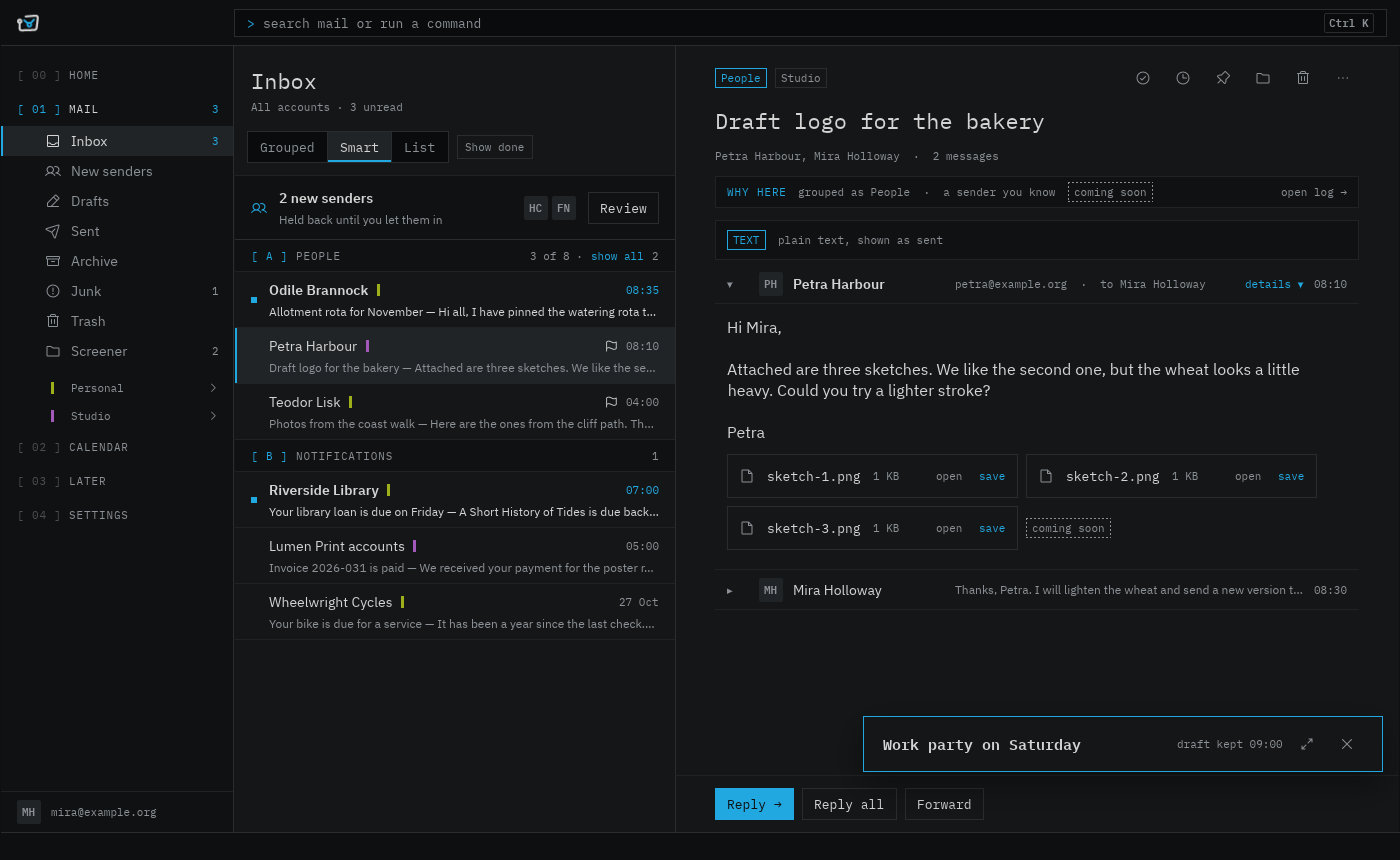 > search mail or run a command
Ctrl K
[ 00 ] HOME
[ 01 ] MAIL 3
Inbox 3
New senders
Drafts
Sent
Archive
Junk 1
Trash
Screener 2
Personal
Studio
[ 02 ] CALENDAR
[ 03 ] LATER
[ 04 ] SETTINGS
MH mira@example.org
Inbox
All accounts · 3 unread
Grouped Smart List Show done
2 new senders
Held back until you let them in
HC FN Review
[ A ] PEOPLE 3 of 8 · show all 2
Odile Brannock 08:35
Allotment rota for November — Hi all, I have pinned the watering rota t…
Petra Harbour 08:10
Draft logo for the bakery — Attached are three sketches. We like the se…
Teodor Lisk 04:00
Photos from the coast walk — Here are the ones from the cliff path. Th…
[ B ] NOTIFICATIONS 1
Riverside Library 07:00
Your library loan is due on Friday — A Short History of Tides is due back…
Lumen Print accounts 05:00
Invoice 2026-031 is paid — We received your payment for the poster r…
Wheelwright Cycles 27 Oct
Your bike is due for a service — It has been a year since the last check.…
People Studio
Draft logo for the bakery
Petra Harbour, Mira Holloway · 2 messages
WHY HERE grouped as People · a sender you know coming soon open log →
TEXT plain text, shown as sent
▾ PH Petra Harbour petra@example.org · to Mira Holloway details ▾ 08:10
Hi Mira,
Attached are three sketches. We like the second one, but the wheat looks a little
heavy. Could you try a lighter stroke?
Petra
sketch-1.png 1 KB open save
sketch-2.png 1 KB open save
sketch-3.png 1 KB open save
coming soon
▸ MH Mira Holloway Thanks, Petra. I will lighten the wheat and send a new version t… 08:30
Work party on Saturday draft kept 09:00
Reply → Reply all Forward